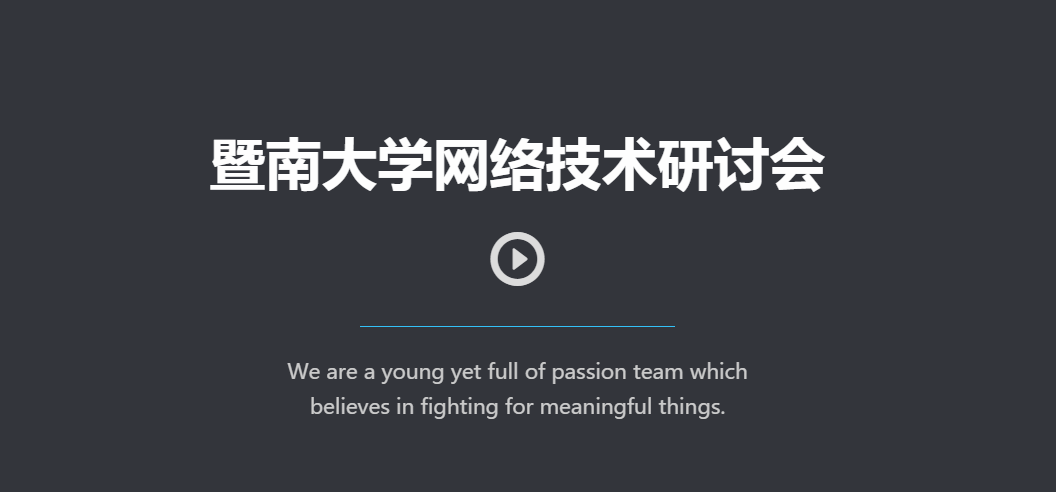 暨南大学网络技术研讨会
We are a young yet full of passion team which
believes in fighting for meaningful things.